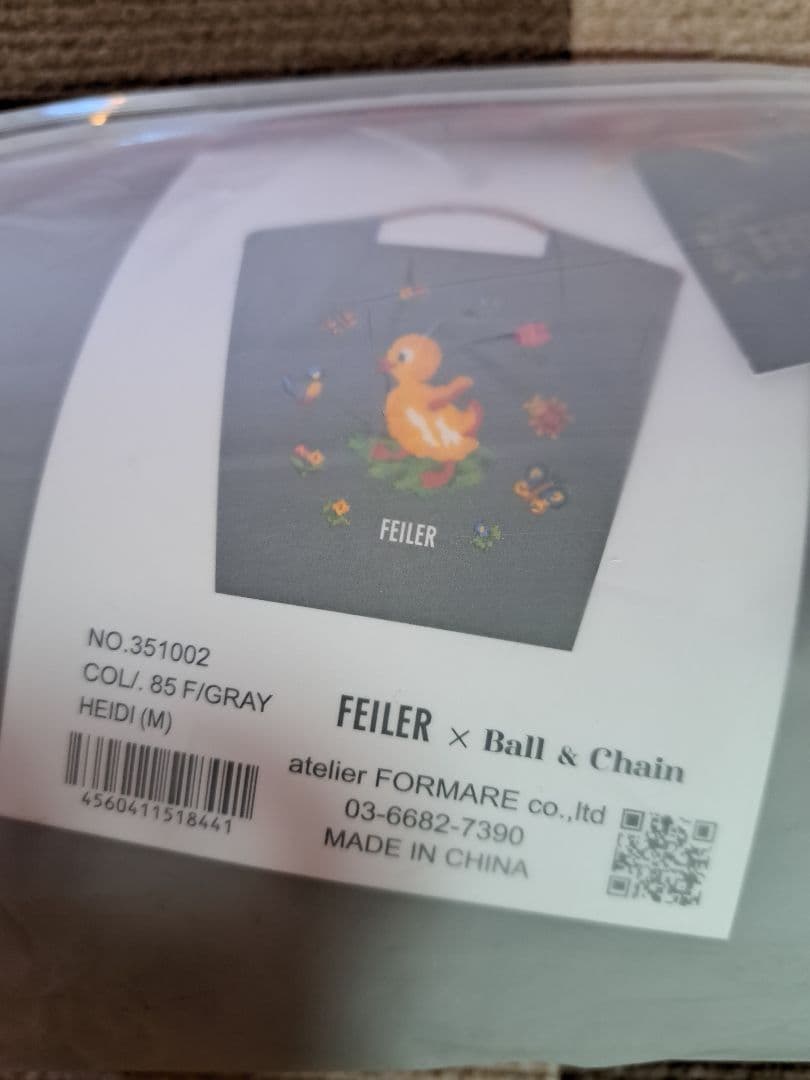 FEILER
NO.351002
COL/. 85 F/GRAY
HEIDI (M)
4560411518441
FEILER × Ball & Chain
atelier FORMARE co.,ltd
03-6682-7390
MADE IN CHINA